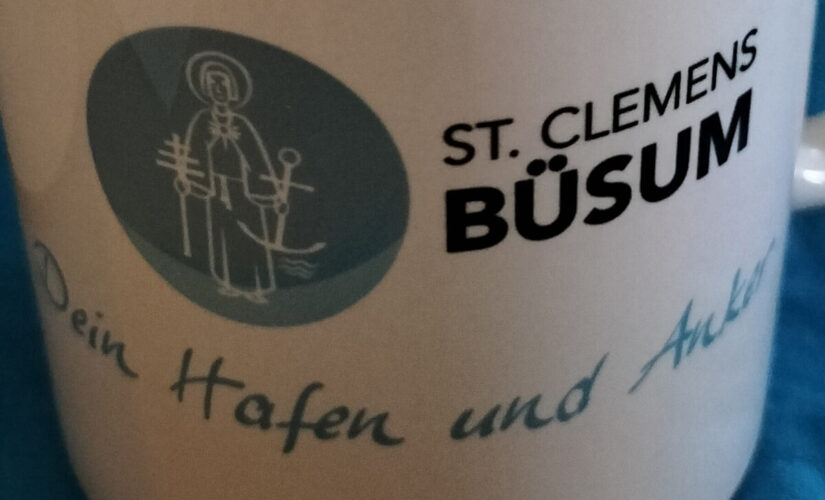 ST. CLEMENS
BÜSUM
Dein Hafen und Anker